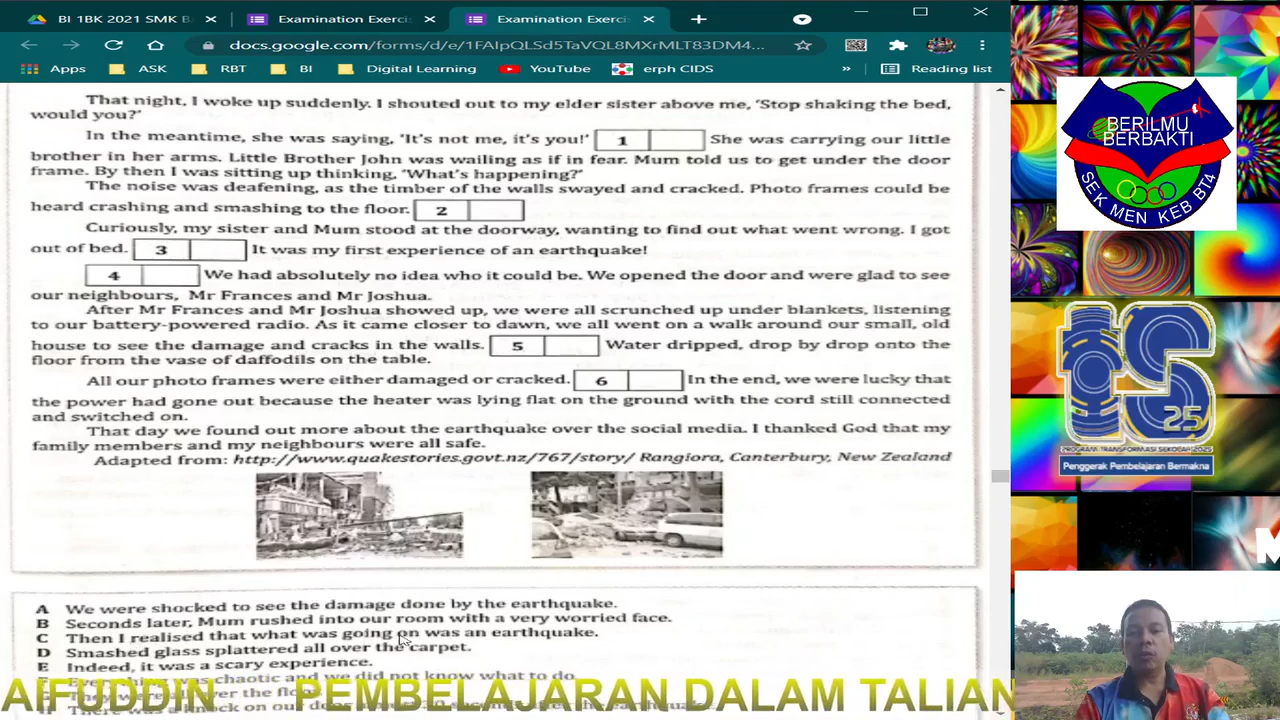 BI 1BK 2021 SMK B
Examination Exerci
Examination Exerci
docs.google.com/forms/d/e/1FAIpQLSd5TaVQL8MXrMLT83DM4...
Apps ASK RBT BI Digital Learning YouTube erph CIDS » Reading list
That night, I woke up suddenly. I shouted out to my elder sister above me, 'Stop shaking the bed,
would you?'
In the meantime, she was saying, 'It's not me, it's you!' 1 She was carrying our little
brother in her arms. Little Brother John was wailing as if in fear. Mum told us to get under the door
frame. By then I was sitting up thinking, 'What's happening?'
The noise was deafening, as the timber of the walls swayed and cracked. Photo frames could be
heard crashing and smashing to the floor. 2
Curiously, my sister and Mum stood at the doorway, wanting to find out what went wrong. I got
out of bed. 3 It was my first experience of an earthquake!
4 We had absolutely no idea who it could be. We opened the door and were glad to see
our neighbours, Mr Frances and Mr Joshua.
After Mr Frances and Mr Joshua showed up, we were all scrunched up under blankets, listening
to our battery-powered radio. As it came closer to dawn, we all went on a walk around our small, old
house to see the damage and cracks in the walls. 5 Water dripped, drop by drop onto the
floor from the vase of daffodils on the table.
All our photo frames were either damaged or cracked. 6 In the end, we were lucky that
the power had gone out because the heater was lying flat on the ground with the cord still connected
and switched on.
That day we found out more about the earthquake over the social media. I thanked God that my
family members and my neighbours were all safe.
Adapted from: http://www.qua es.govt.nz/767/story/ Rangiora, Canterbury, New Zealand
A We were shocked to see the damage done by the earthquake.
B Seconds later, Mum rushed into our room with a very worried face.
C Then I realised that what was going on was an earthquake.
D Smashed glass splattered all over the carpet.
E Indeed, it was a scary experience.
chaotic and we did not know what to do.
AIFUDDIN PEMBELAJARAN DALAM TALIAN
BERILMU
BERBAKTI
SEK MEN KEB BT4
TS25
PROGRAM TRANSFORMASI SEKOLAH 2025
Penggerak Pembelajaran Bermakna